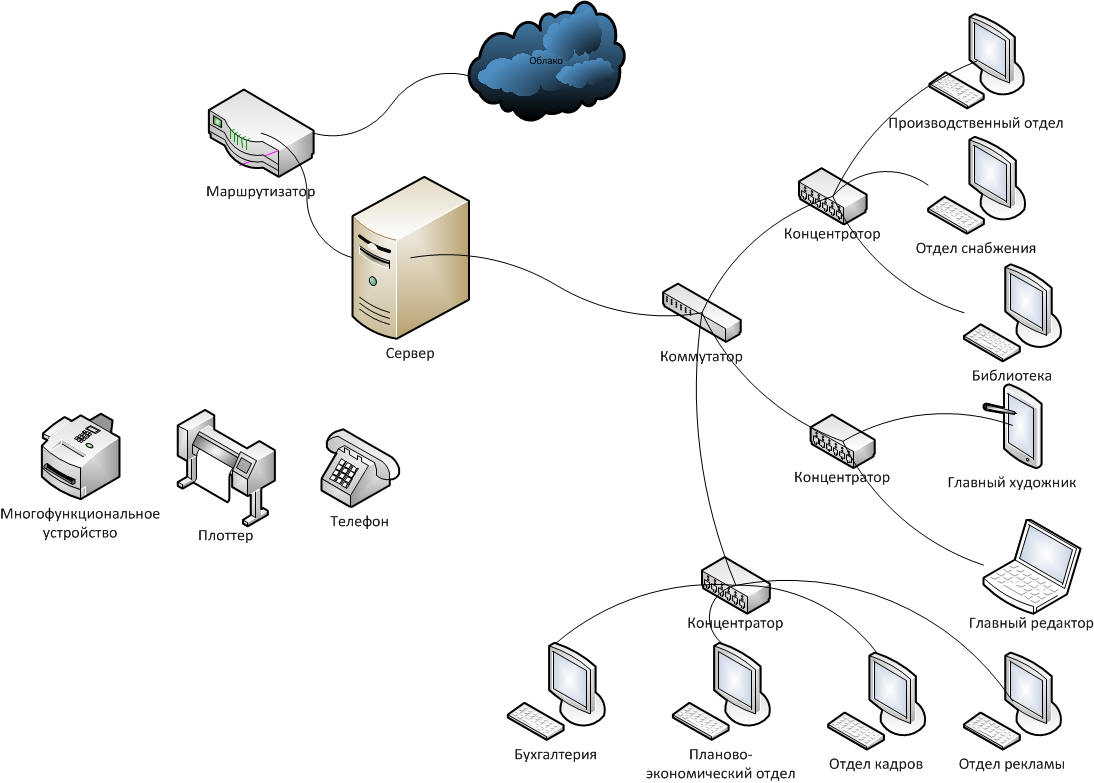 Облако
Маршрутизатор
Производственный отдел
Концентротор
Отдел снабжения
Сервер
Коммутатор
Библиотека
Концентратор
Главный художник
Многофункциональное
устройство
Плоттер
Телефон
Концентратор
Главный редактор
Бухгалтерия
Планово-
экономический отдел
Отдел кадров
Отдел рекламы